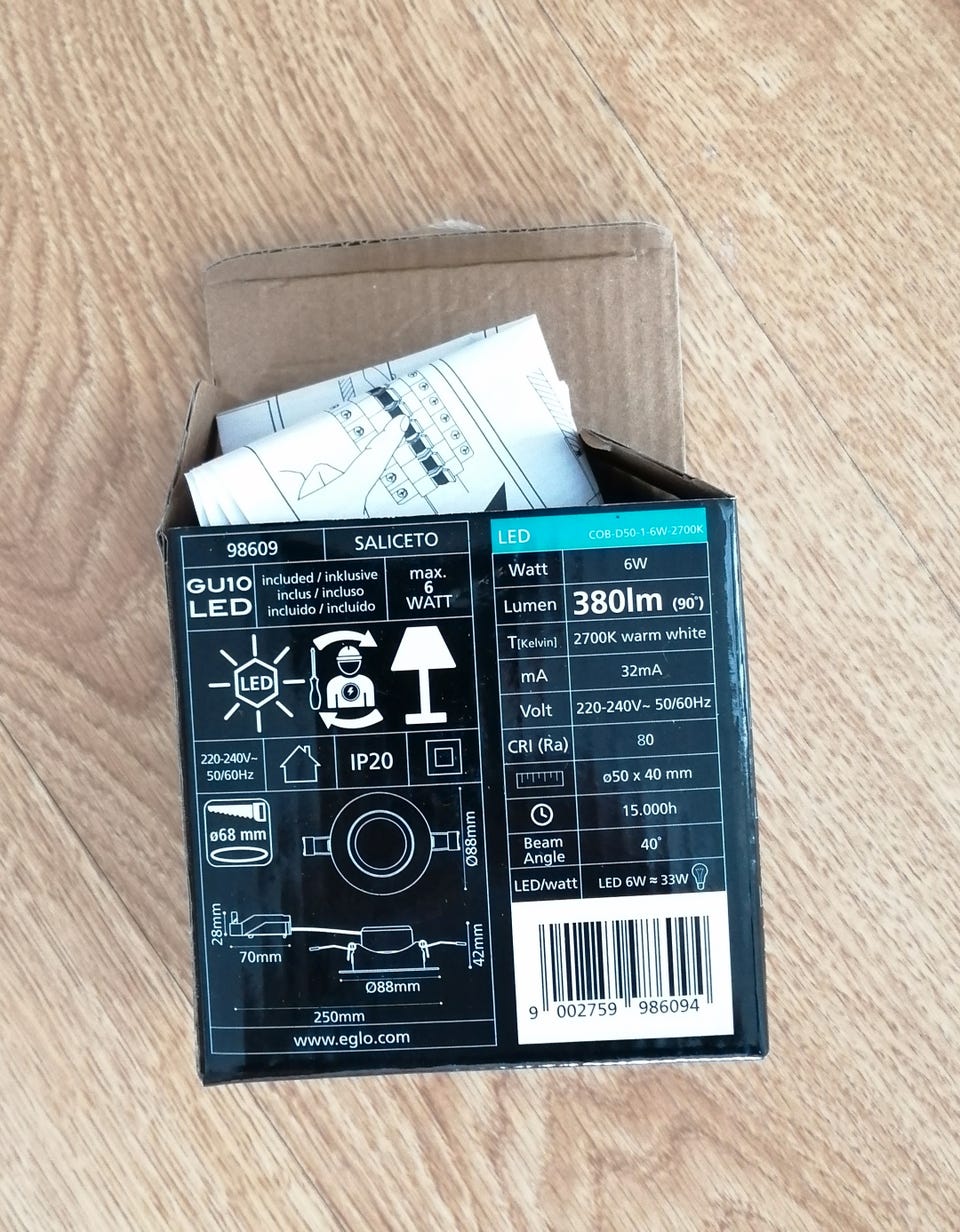 98609 SALICETO
GU10
LED
included / inklusive
inclus / incluso
incluido / incluído
max.
6
WATT
LED
220-240V~
50/60Hz
IP20
ø68 mm
Ø88mm
28mm
70mm
42mm
Ø88mm
250mm
www.eglo.com
LED COB-D50-1-6W-2700K
Watt 6W
Lumen 380lm (90°)
T[Kelvin] 2700K warm white
mA 32mA
Volt 220-240V~ 50/60Hz
CRI (Ra) 80
ø50 x 40 mm
15.000h
Beam
Angle 40°
LED/watt LED 6W ≈ 33W
9 002759 986094